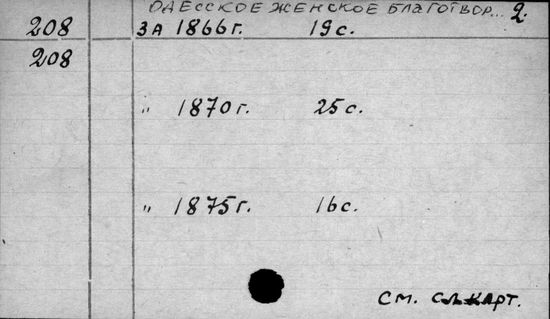 ОДЕССКОЕ ЖЕНСКОЕ БЛАГОТВОР... 2.
208 ЗА 1866 г. 19 с.
208
" 1870 г. 25 с.
" 1875 г. 16 с.
СМ. СЛ. КАРТ.